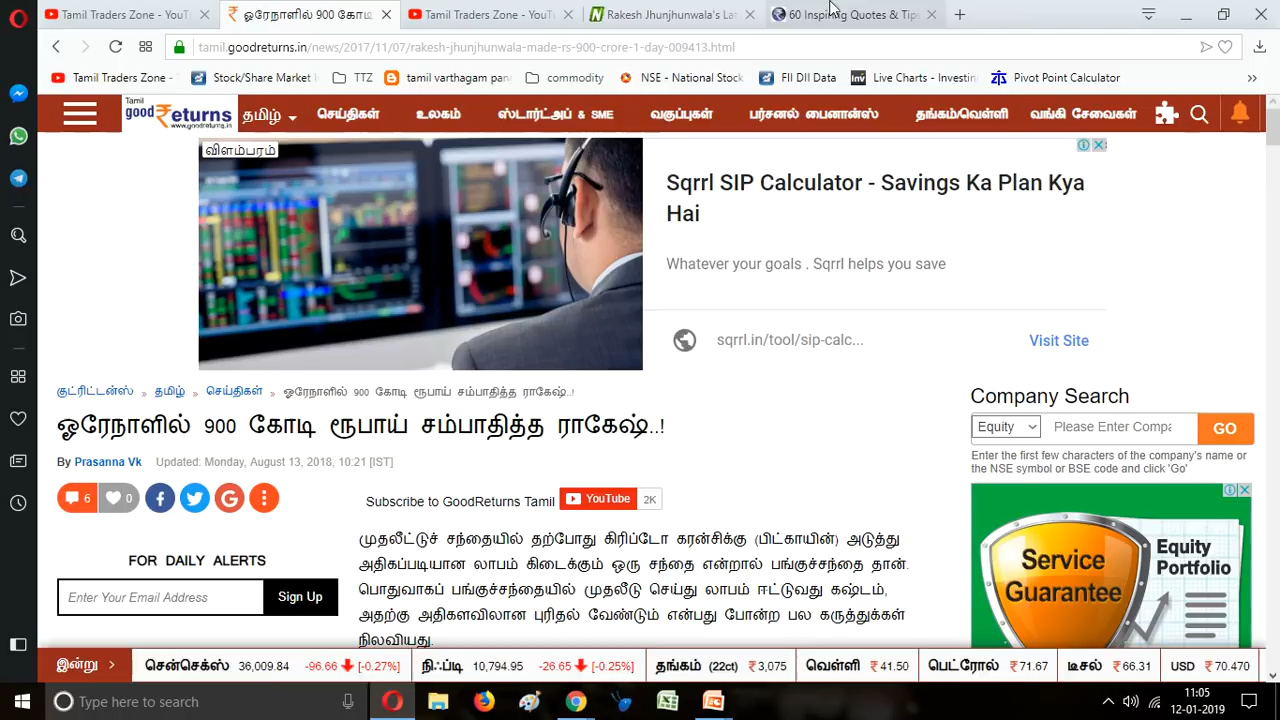 Tamil Traders Zone - YouT
ஓரேநாளில் 900 கோடி
Tamil Traders Zone - YouTu
Rakesh Jhunjhunwala's La
60 Inspiring Quotes & Tips
tamil.goodreturns.in/news/2017/11/07/rakesh-jhunjhunwala-made-rs-900-crore-1-day-009413.html
Tamil Traders Zone -
Stock/Share Market I
TTZ
tamil varthagam pan
commodity
NSE - National Stock
FII DII Data
Inv
Live Charts - Investin
Pivot Point Calculator
Tamil
goodreturns
www.goodreturns.in
தமிழ்
செய்திகள்
உலகம்
ஸ்டார்ட்அப் & SME
வகுப்புகள்
பர்சனல் பைனான்ஸ்
தங்கம்/வெள்ளி
வங்கி சேவைகள்
விளம்பரம்
Sqrrl SIP Calculator - Savings Ka Plan Kya
Hai
Whatever your goals . Sqrrl helps you save
sqrrl.in/tool/sip-calc...
Visit Site
குட்ரிட்டன்ஸ் » தமிழ் » செய்திகள் » ஓரேநாளில் 900 கோடி ரூபாய் சம்பாதித்த ராகேஷ்..!
ஓரேநாளில் 900 கோடி ரூபாய் சம்பாதித்த ராகேஷ்..!
By Prasanna Vk Updated: Monday, August 13, 2018, 10:21 [IST]
6
0
Subscribe to GoodReturns Tamil
YouTube
2K
FOR DAILY ALERTS
Enter Your Email Address
Sign Up
முதலீட்டுச் சந்தையில் தற்போது கிரிப்டோ கரன்சிக்கு (பிட்காயின்) அடுத்து
அதிகப்படியான லாபம் கிடைக்கும் ஒரு சந்தை என்றால் பங்குச்சந்தை தான்.
பொதுவாகப் பங்குச்சந்தையில் முதலீடு செய்து லாபம் ஈட்டுவது கஷ்டம்,
அதற்கு அதிகளவிலான புரிதல் வேண்டும் என்பது போன்ற பல கருத்துக்கள்
நிலவியது.
Company Search
Equity
Please Enter Compa
GO
Enter the first few characters of the company's name or
the NSE symbol or BSE code and click 'Go'
Service
Guarantee
Equity
Portfolio
இன்று
சென்செக்ஸ் 36,009.84 -96.66 [-0.27%]
நிஃப்டி 10,794.95 -26.65 [-0.25%]
தங்கம் (22ct) ₹ 3,075
வெள்ளி ₹ 41.50
பெட்ரோல் ₹ 71.67
டீசல் ₹ 66.31
USD ₹ 70.470
Type here to search
11:05
12-01-2019